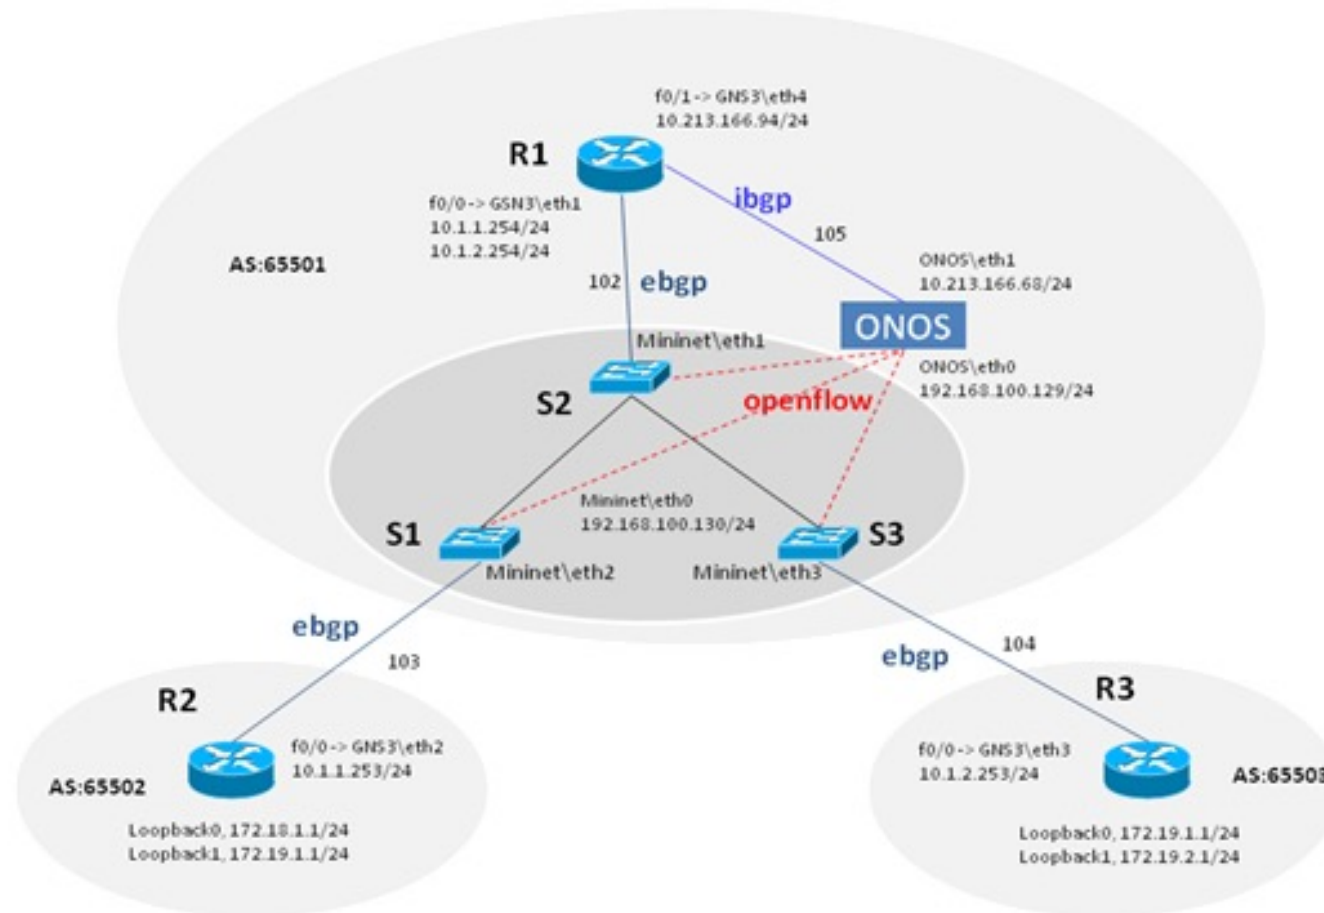 f0/1 -> GNS3\eth4
10.213.166.94/24
R1
ibgp
f0/0 -> GSN3\eth1
10.1.1.254/24
10.1.2.254/24
105
AS:65501
ONOS\eth1
10.213.166.68/24
102
ebgp
ONOS
Mininet\eth1
ONOS\eth0
192.168.100.129/24
S2
openflow
Mininet\eth0
192.168.100.130/24
S1
S3
Mininet\eth2
Mininet\eth3
ebgp
103
ebgp
104
R2
R3
f0/0 -> GNS3\eth2
10.1.1.253/24
AS:65502
f0/0 -> GNS3\eth3
10.1.2.253/24
AS:65503
Loopback0, 172.18.1.1/24
Loopback1, 172.19.1.1/24
Loopback0, 172.19.1.1/24
Loopback1, 172.19.2.1/24